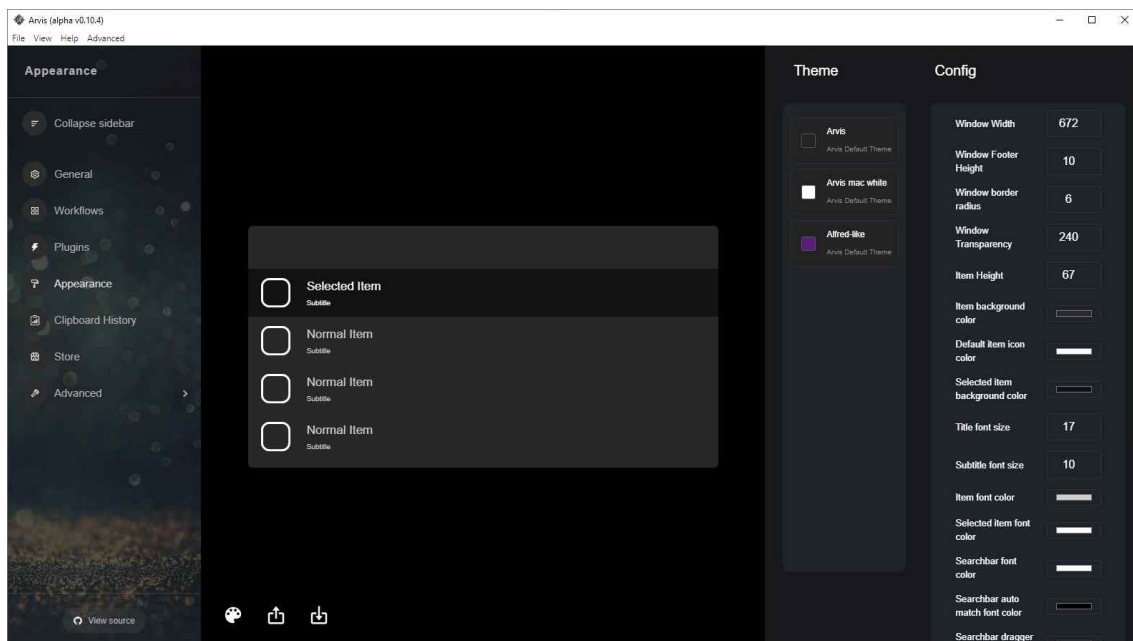 Arvis (alpha v0.10.4)
File View Help Advanced
Appearance
Collapse sidebar
General
Workflows
Plugins
Appearance
Clipboard History
Store
Advanced
View source
Selected Item
Subtitle
Normal Item
Subtitle
Normal Item
Subtitle
Normal Item
Subtitle
Theme
Arvis
Arvis Default Theme
Arvis mac white
Arvis Default Theme
Alfred-like
Arvis Default Theme
Config
Window Width 672
Window Footer
Height 10
Window border
radius 6
Window
Transparency 240
Item Height 67
Item background
color
Default item icon
color
Selected item
background color
Title font size 17
Subtitle font size 10
Item font color
Selected item font
color
Searchbar font
color
Searchbar auto
match font color
Searchbar dragger